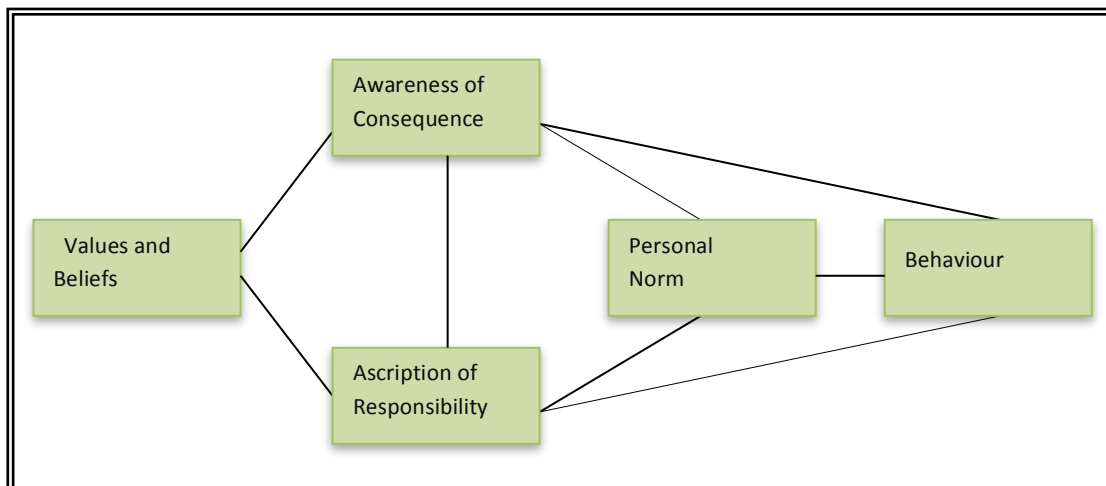 Awareness of
Consequence
Values and
Beliefs
Personal
Norm
Behaviour
Ascription of
Responsibility